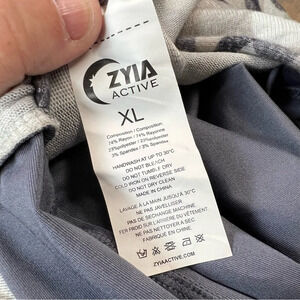 ZYIA
ACTIVE
XL
Composition / Composition
74% Rayon / 74% Rayonne
23%polyester / 23%polyester
3% Spandex / 3% Spandex
HANDWASH AT UP TO 30°C
DO NOT BLEACH
DO NOT TUMBLE DRY
COLD IRON ON REVERSE SIDE
DO NOT DRY CLEAN
MADE IN CHINA
LAVAGE À LA MAIN JUSQU'À 30°C
NE PAS JAVELLISER
PAS DE SECHAGE MACHINE
FER FROID SUR L'ARRIÈRE DU VÊTEMENT
NE PAS NETTOYER À SEC
FABRIQUÉ EN CHINE
ZYIAACTIVE.COM